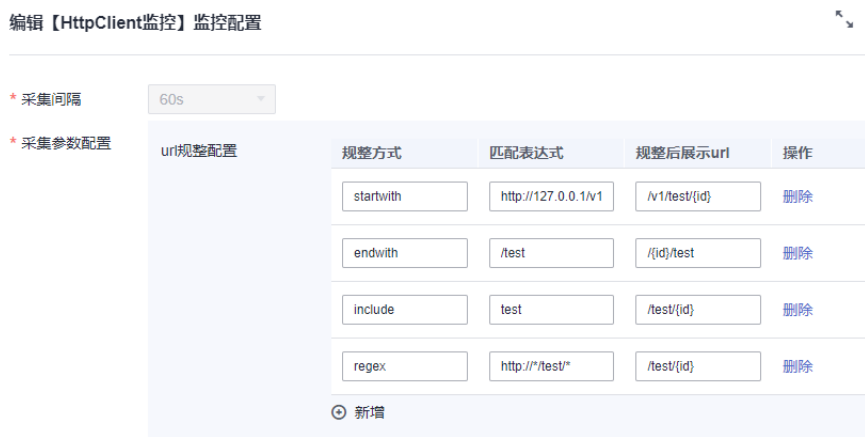 编辑【HttpClient监控】监控配置
* 采集间隔 60s
* 采集参数配置 url规整配置 规整方式 匹配表达式 规整后展示url 操作
startwith http://127.0.0.1/v1 /v1/test/{id} 删除
endwith /test /{id}/test 删除
include test /test/{id} 删除
regex http://*/test/* /test/{id} 删除
新增